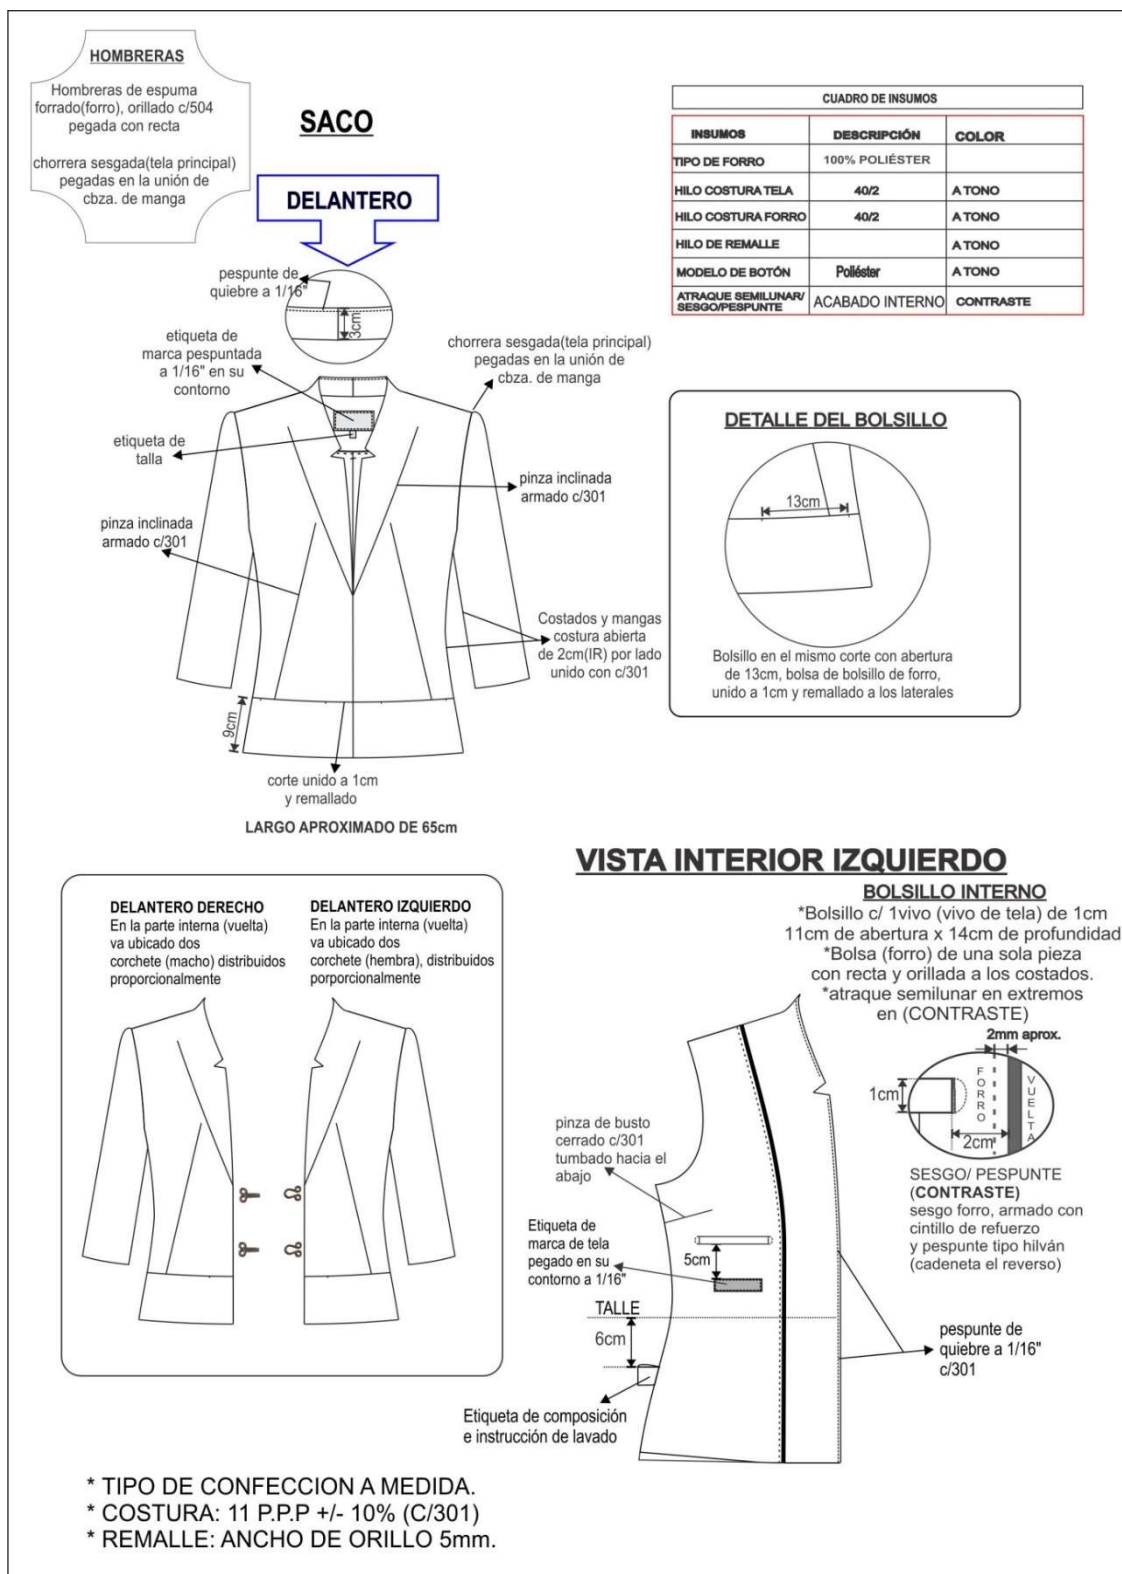 HOMBRERAS
Hombreras de espuma
forrado(forro), orillado c/504
pegada con recta
chorrera sesgada(tela principal)
pegadas en la unión de
cbza. de manga
SACO
DELANTERO
CUADRO DE INSUMOS
INSUMOS DESCRIPCIÓN COLOR
TIPO DE FORRO 100% POLIÉSTER
HILO COSTURA TELA 40/2 A TONO
HILO COSTURA FORRO 40/2 A TONO
HILO DE REMALLE A TONO
MODELO DE BOTÓN Poliéster A TONO
ATRAQUE SEMILUNAR/
SESGO/PESPUNTE ACABADO INTERNO CONTRASTE
pespunte de
quiebre a 1/16"
3cm
etiqueta de
marca pespuntada
a 1/16" en su
contorno
chorrera sesgada(tela principal)
pegadas en la unión de
cbza. de manga
etiqueta de
talla
pinza inclinada
armado c/301
pinza inclinada
armado c/301
Costados y mangas
costura abierta
de 2cm(IR) por lado
unido con c/301
9cm
corte unido a 1cm
y remallado
LARGO APROXIMADO DE 65cm
DETALLE DEL BOLSILLO
13cm
Bolsillo en el mismo corte con abertura
de 13cm, bolsa de bolsillo de forro,
unido a 1cm y remallado a los laterales
DELANTERO DERECHO
En la parte interna (vuelta)
va ubicado dos
corchete (macho) distribuidos
proporcionalmente
DELANTERO IZQUIERDO
En la parte interna (vuelta)
va ubicado dos
corchete (hembra), distribuidos
porporcionalmente
VISTA INTERIOR IZQUIERDO
BOLSILLO INTERNO
*Bolsillo c/ 1vivo (vivo de tela) de 1cm
11cm de abertura x 14cm de profundidad
*Bolsa (forro) de una sola pieza
con recta y orillada a los costados.
*atraque semilunar en extremos
en (CONTRASTE)
2mm aprox.
1cm
FORRO
VUELTA
2cm
SESGO/ PESPUNTE
(CONTRASTE)
sesgo forro, armado con
cintillo de refuerzo
y pespunte tipo hilván
(cadeneta el reverso)
pinza de busto
cerrado c/301
tumbado hacia el
abajo
Etiqueta de
marca de tela
pegado en su
contorno a 1/16"
5cm
TALLE
6cm
pespunte de
quiebre a 1/16"
c/301
Etiqueta de composición
e instrucción de lavado
* TIPO DE CONFECCION A MEDIDA.
* COSTURA: 11 P.P.P +/- 10% (C/301)
* REMALLE: ANCHO DE ORILLO 5mm.